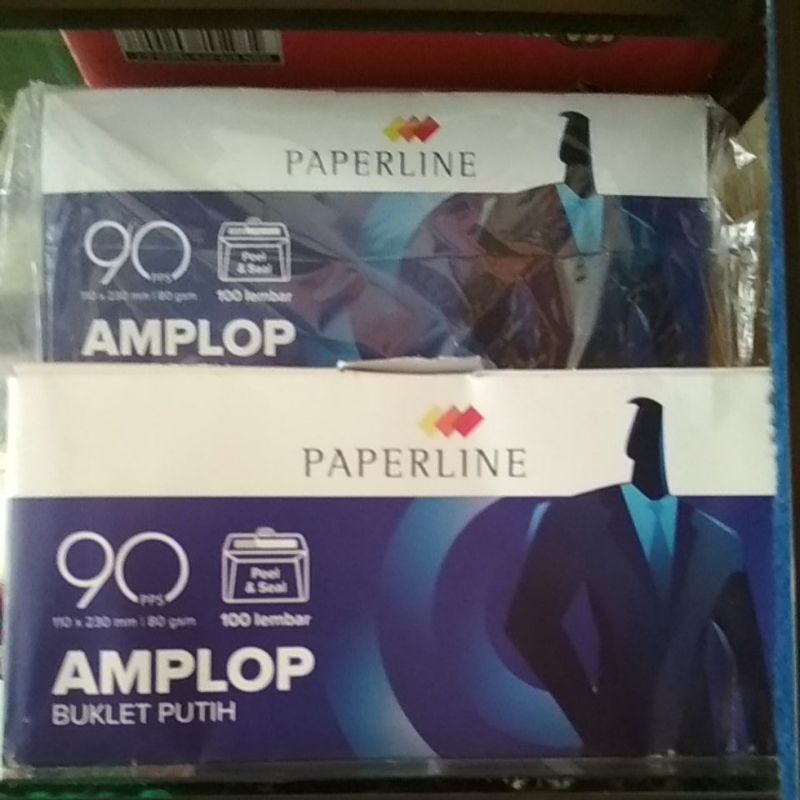 PAPERLINE
90
PPS
Peel
& Seal
110 x 230 mm | 80 gsm
100 lembar
AMPLOP
PAPERLINE
90
PPS
Peel
& Seal
110 x 230 mm | 80 gsm
100 lembar
AMPLOP
BUKLET PUTIH